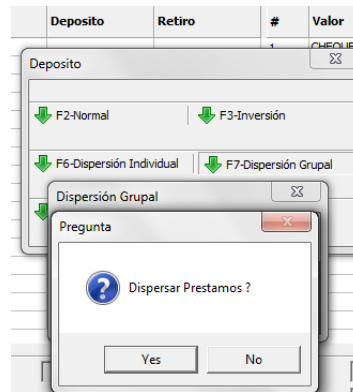 Deposito Retiro # Valor
1 CHEQUE
Deposito
F2-Normal F3-Inversión
F6-Dispersión Individual F7-Dispersión Grupal
Dispersión Grupal
Pregunta
Dispersar Prestamos ?
Yes No